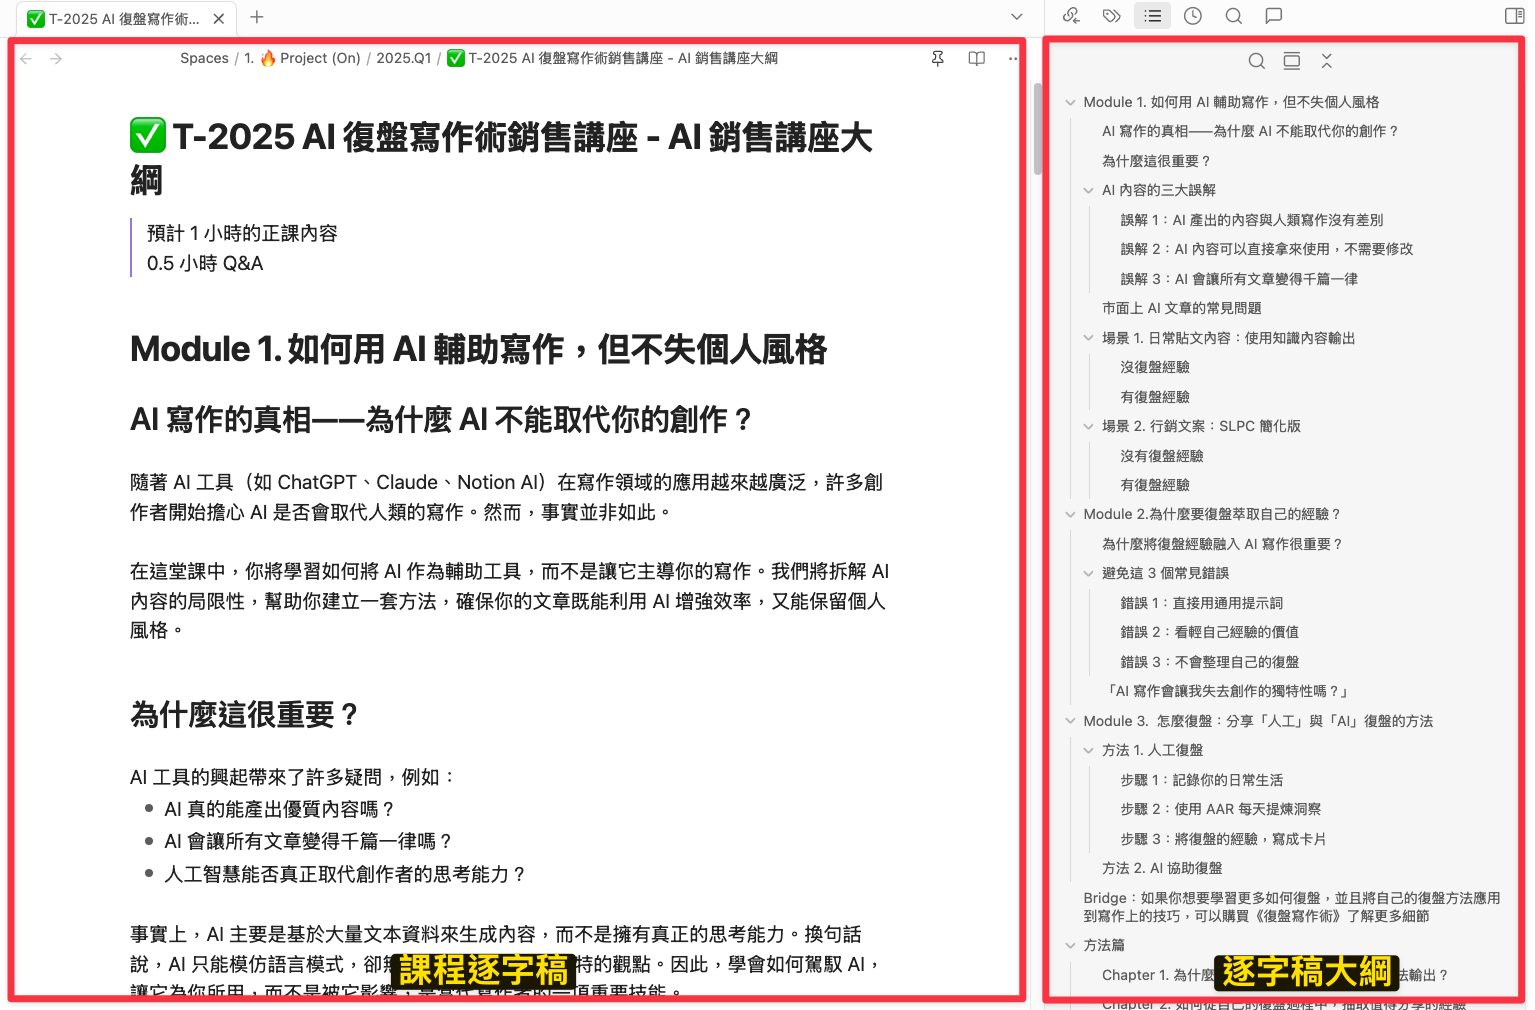 T-2025 AI 復盤寫作術...
Spaces / 1. 🔥 Project (On) / 2025.Q1 / ✅ T-2025 AI 復盤寫作術銷售講座 - AI 銷售講座大綱
✅ T-2025 AI 復盤寫作術銷售講座 - AI 銷售講座大
綱
預計 1 小時的正課內容
0.5 小時 Q&A
Module 1. 如何用 AI 輔助寫作，但不失個人風格
AI 寫作的真相——為什麼 AI 不能取代你的創作？
隨著 AI 工具（如 ChatGPT、Claude、Notion AI）在寫作領域的應用越來越廣泛，許多創
作者開始擔心 AI 是否會取代人類的寫作。然而，事實並非如此。
在這堂課中，你將學習如何將 AI 作為輔助工具，而不是讓它主導你的寫作。我們將拆解 AI
內容的局限性，幫助你建立一套方法，確保你的文章既能利用 AI 增強效率，又能保留個人
風格。
為什麼這很重要？
AI 工具的興起帶來了許多疑問，例如：
AI 真的能產出優質內容嗎？
AI 會讓所有文章變得千篇一律嗎？
人工智慧能否真正取代創作者的思考能力？
事實上，AI 主要是基於大量文本資料來生成內容，而不是擁有真正的思考能力。換句話
說，AI 只能模仿語言模式，卻 特的觀點。因此，學會如何駕馭 AI，
讓它為你所用，而不是被它影響，是當代寫作者的一項重要技能。
課程逐字稿
Module 1. 如何用 AI 輔助寫作，但不失個人風格
AI 寫作的真相——為什麼 AI 不能取代你的創作？
為什麼這很重要？
AI 內容的三大誤解
誤解 1：AI 產出的內容與人類寫作沒有差別
誤解 2：AI 內容可以直接拿來使用，不需要修改
誤解 3：AI 會讓所有文章變得千篇一律
市面上 AI 文章的常見問題
場景 1. 日常貼文內容：使用知識內容輸出
沒復盤經驗
有復盤經驗
場景 2. 行銷文案：SLPC 簡化版
沒有復盤經驗
有復盤經驗
Module 2.為什麼要復盤萃取自己的經驗？
為什麼將復盤經驗融入 AI 寫作很重要？
避免這 3 個常見錯誤
錯誤 1：直接用通用提示詞
錯誤 2：看輕自己經驗的價值
錯誤 3：不會整理自己的復盤
「AI 寫作會讓我失去創作的獨特性嗎？」
Module 3. 怎麼復盤：分享「人工」與「AI」復盤的方法
方法 1. 人工復盤
步驟 1：記錄你的日常生活
步驟 2：使用 AAR 每天提煉洞察
步驟 3：將復盤的經驗，寫成卡片
方法 2. AI 協助復盤
Bridge：如果你想要學習更多如何復盤，並且將自己的復盤方法應用
到寫作上的技巧，可以購買《復盤寫作術》了解更多細節
方法篇
Chapter 1. 為什麼 法輸出？
逐字稿大綱
Chapter 2. 如何從自己的復盤過程中，抽取值得分享的經驗